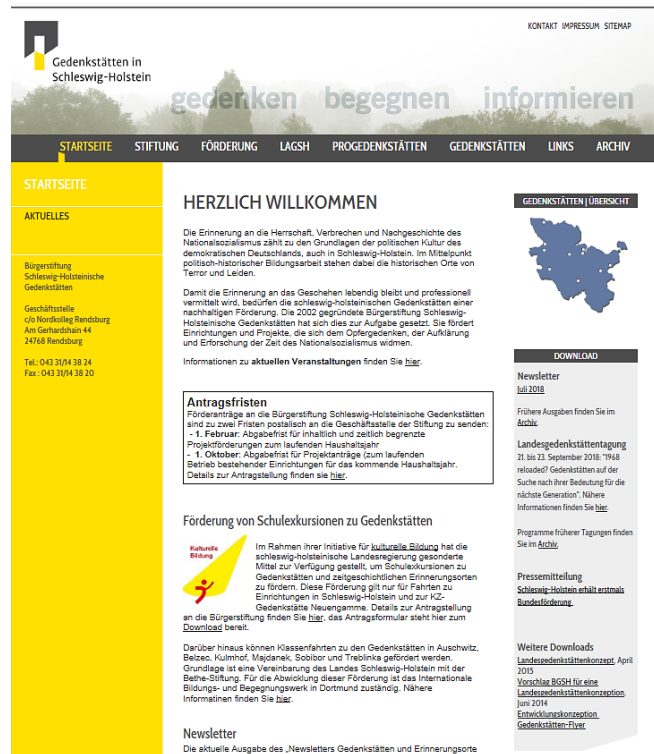 KONTAKT IMPRESSUM SITEMAP
Gedenkstätten in
Schleswig-Holstein
gedenken begegnen informieren
STARTSEITE STIFTUNG FÖRDERUNG LAGSH PROGEDENKSTÄTTEN GEDENKSTÄTTEN LINKS ARCHIV
STARTSEITE
AKTUELLES
Bürgerstiftung
Schleswig-Holsteinische
Gedenkstätten
Geschäftsstelle
c/o Nordkolleg Rendsburg
Am Gerhardshain 44
24768 Rendsburg
Tel.: 043 31/14 38 24
Fax : 043 31/14 38 20
HERZLICH WILLKOMMEN
Die Erinnerung an die Herrschaft, Verbrechen und Nachgeschichte des
Nationalsozialismus zählt zu den Grundlagen der politischen Kultur des
demokratischen Deutschlands, auch in Schleswig-Holstein. Im Mittelpunkt
politisch-historischer Bildungsarbeit stehen dabei die historischen Orte von
Terror und Leiden.
Damit die Erinnerung an das Geschehen lebendig bleibt und professionell
vermittelt wird, bedürfen die schleswig-holsteinischen Gedenkstätten einer
nachhaltigen Förderung. Die 2002 gegründete Bürgerstiftung Schleswig-
Holsteinische Gedenkstätten hat sich dies zur Aufgabe gesetzt. Sie fördert
Einrichtungen und Projekte, die sich dem Opfergedenken, der Aufklärung
und Erforschung der Zeit des Nationalsozialismus widmen.
Informationen zu aktuellen Veranstaltungen finden Sie hier.
Antragsfristen
Förderanträge an die Bürgerstiftung Schleswig-Holsteinische Gedenkstätten
sind zu zwei Fristen postalisch an die Geschäftsstelle der Stiftung zu senden:
- 1. Februar: Abgabefrist für inhaltlich und zeitlich begrenzte
Projektförderungen zum laufenden Haushaltsjahr
- 1. Oktober: Abgabefrist für Projektanträge (zum laufenden
Betrieb bestehender Einrichtungen für das kommende Haushaltsjahr.
Details zur Antragstellung finden sie hier.
Förderung von Schulexkursionen zu Gedenkstätten
Kulturelle
Bildung
Im Rahmen ihrer Initiative für kulturelle Bildung hat die
schleswig-holsteinische Landesregierung gesonderte
Mittel zur Verfügung gestellt, um Schulexkursionen zu
Gedenkstätten und zeitgeschichtlichen Erinnerungsorten
zu fördern. Diese Förderung gilt nur für Fahrten zu
Einrichtungen in Schleswig-Holstein und zur KZ-
Gedenkstätte Neuengamme. Details zur Antragstellung
an die Bürgerstiftung finden Sie hier, das Antragsformular steht hier zum
Download bereit.
Darüber hinaus können Klassenfahrten zu den Gedenkstätten in Auschwitz,
Belzec, Kulmhof, Majdanek, Sobibor und Treblinka gefördert werden.
Grundlage ist eine Vereinbarung des Landes Schleswig-Holstein mit der
Bethe-Stiftung. Für die Abwicklung dieser Förderung ist das Internationale
Bildungs- und Begegnungswerk in Dortmund zuständig. Nähere
Informatinen finden Sie hier.
Newsletter
Die aktuelle Ausgabe des „Newsletters Gedenkstätten und Erinnerungsorte
GEDENKSTÄTTEN | ÜBERSICHT
DOWNLOAD
Newsletter
Juli 2018
Frühere Ausgaben finden Sie im
Archiv.
Landesgedenkstättentagung
21. bis 23. September 2018: "1968
reloaded? Gedenkstätten auf der
Suche nach ihrer Bedeutung für die
nächste Generation". Nähere
Informationen finden Sie hier.
Programme früherer Tagungen finden
Sie im Archiv.
Pressemitteilung
Schleswig-Holstein erhält erstmals
Bundesförderung
Weitere Downloads
Landesgedenkstättenkonzept, April
2015
Vorschlag BGSH für eine
Landesgedenkstättenkonzeption,
Juni 2014
Entwicklungskonzeption
Gedenkstätten-Flyer